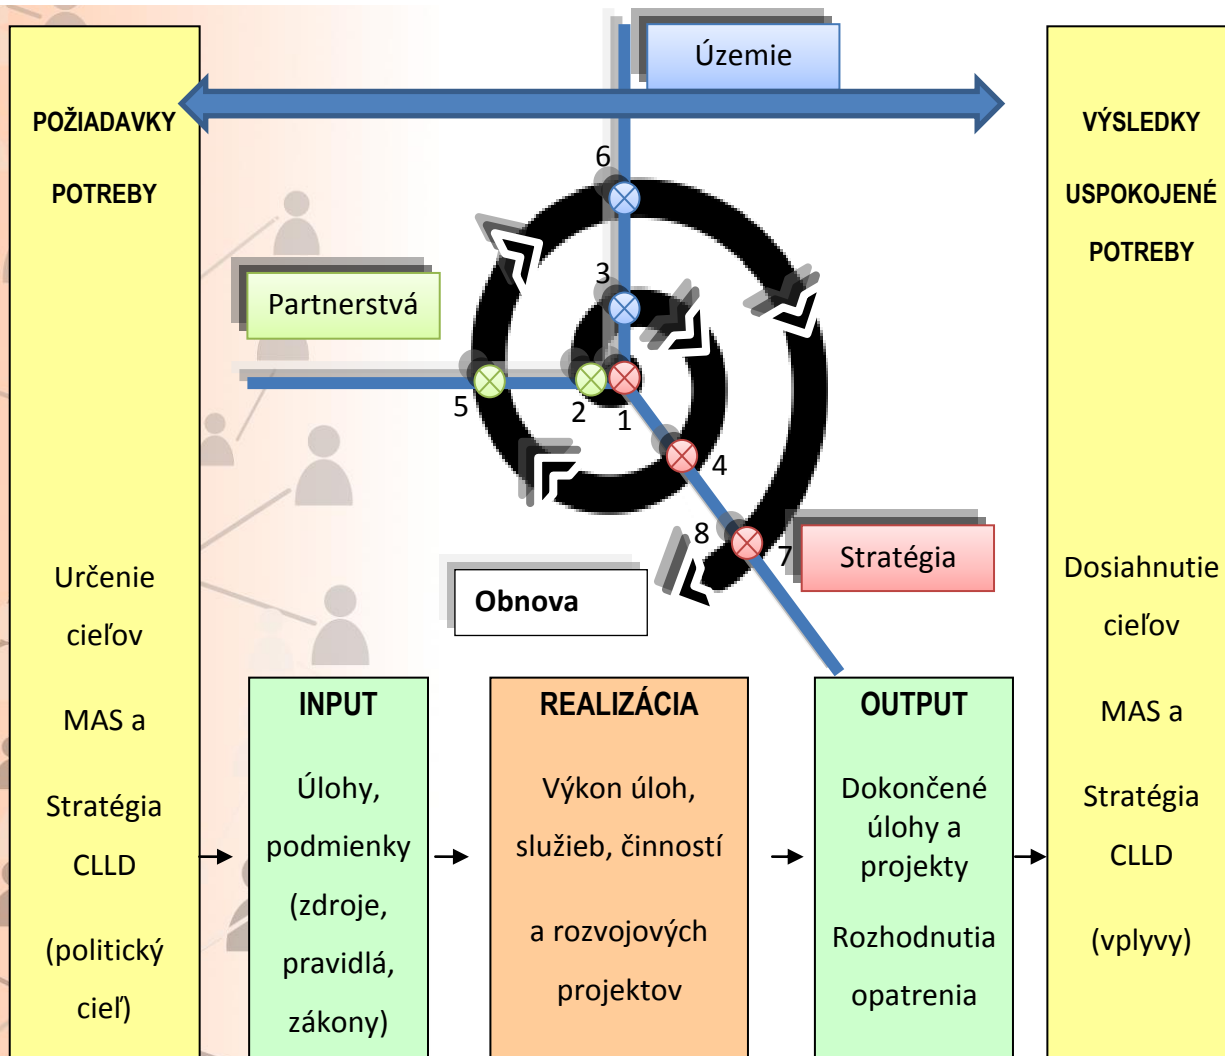 POŽIADAVKY
POTREBY
Určenie
cieľov
MAS a
Stratégia
CLLD
(politický
cieľ)
Územie
6
3
Partnerstvá
5
2
1
4
8
7
Stratégia
Obnova
INPUT
Úlohy,
podmienky
(zdroje,
pravidlá,
zákony)
REALIZÁCIA
Výkon úloh,
služieb, činností
a rozvojových
projektov
OUTPUT
Dokončené
úlohy a
projekty
Rozhodnutia
opatrenia
VÝSLEDKY
USPOKOJENÉ
POTREBY
Dosiahnutie
cieľov
MAS a
Stratégia
CLLD
(vplyvy)